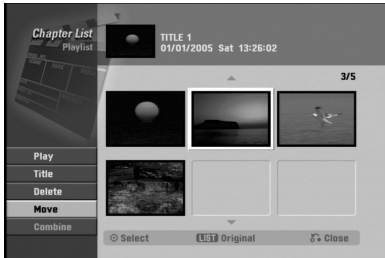 Chapter List
Playlist
TITLE 1
01/01/2005 Sat 13:26:02
3/5
Play
Title
Delete
Move
Combine
Select
LIST Original
Close